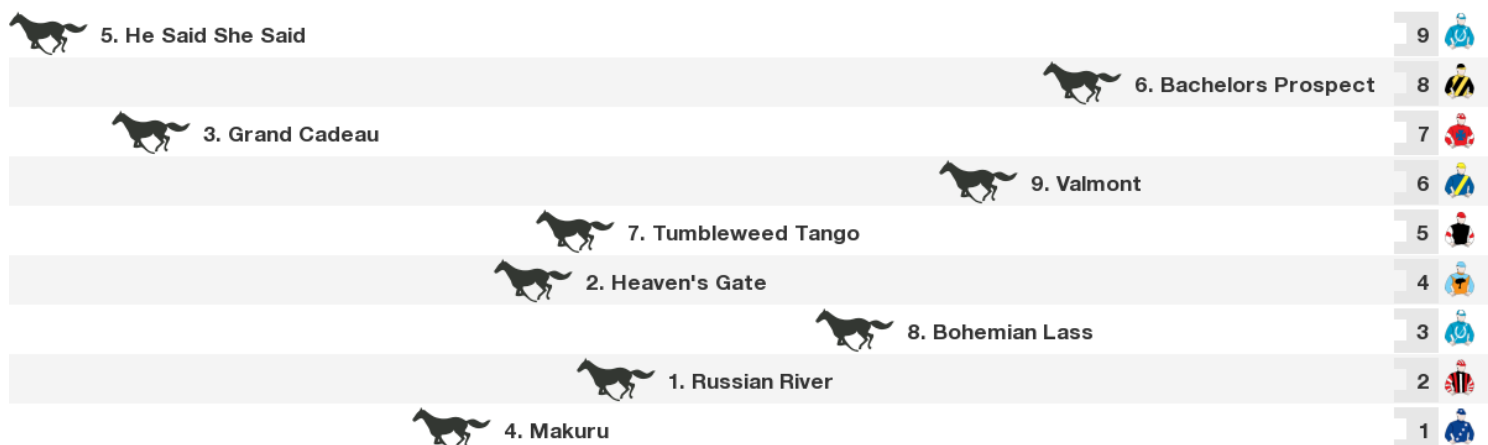 5. He Said She Said 9
6. Bachelors Prospect 8
3. Grand Cadeau 7
9. Valmont 6
7. Tumbleweed Tango 5
2. Heaven's Gate 4
8. Bohemian Lass 3
1. Russian River 2
4. Makuru 1